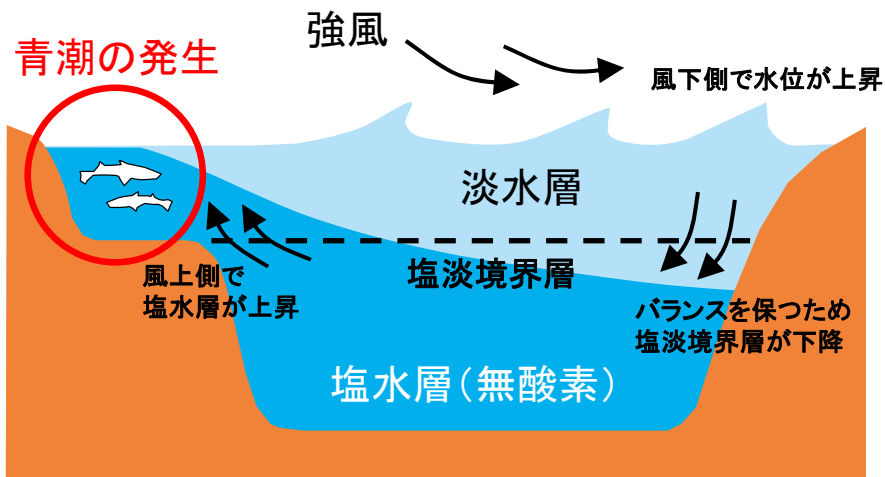 強風
青潮の発生
風下側で水位が上昇
淡水層
塩淡境界層
風上側で
塩水層が上昇
バランスを保つため
塩淡境界層が下降
塩水層（無酸素）